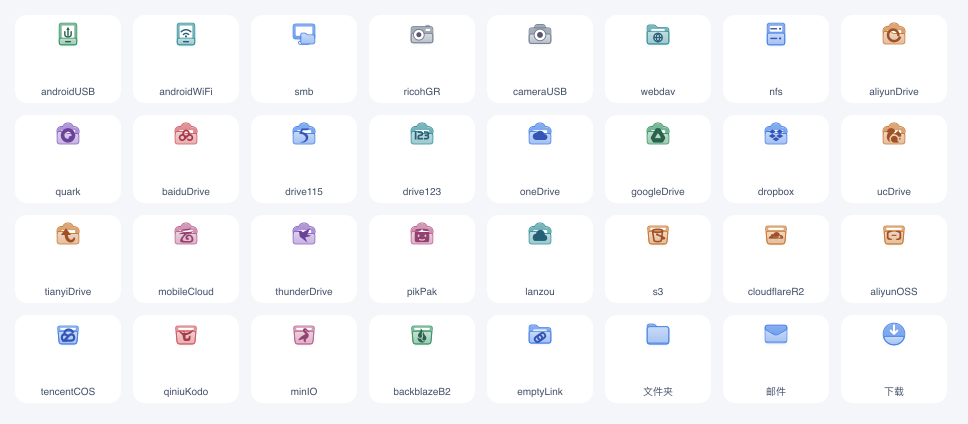 androidUSB androidWiFi smb ricohGR cameraUSB webdav nfs aliyunDrive
quark baiduDrive drive115 drive123 oneDrive googleDrive dropbox ucDrive
tianyiDrive mobileCloud thunderDrive pikPak lanzou s3 cloudflareR2 aliyunOSS
tencentCOS qiniuKodo minIO backblazeB2 emptyLink 文件夹 邮件 下载